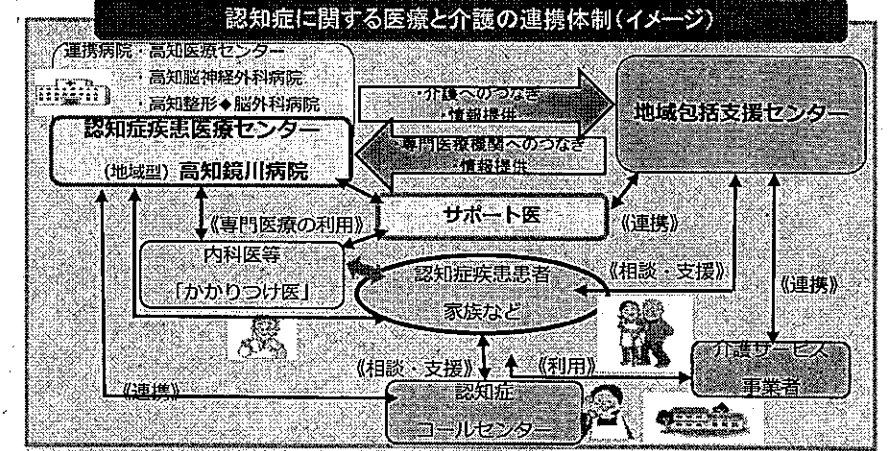 認知症に関する医療と介護の連携体制(イメージ)
連携病院・高知医療センター
・高知脳神経外科病院
・高知整形◆脳外科病院
認知症疾患医療センター
(地域型) 高知鏡川病院
・介護へのつなぎ
・情報提供
・専門医療機関へのつなぎ
・情報提供
地域包括支援センター
サポート医
《専門医療の利用》
《連携》
内科医等
「かかりつけ医」
認知症疾患患者
家族など
《相談・支援》
《連携》
《相談・支援》
《利用》
介護サービス
事業者
《連携》
認知症
コールセンター